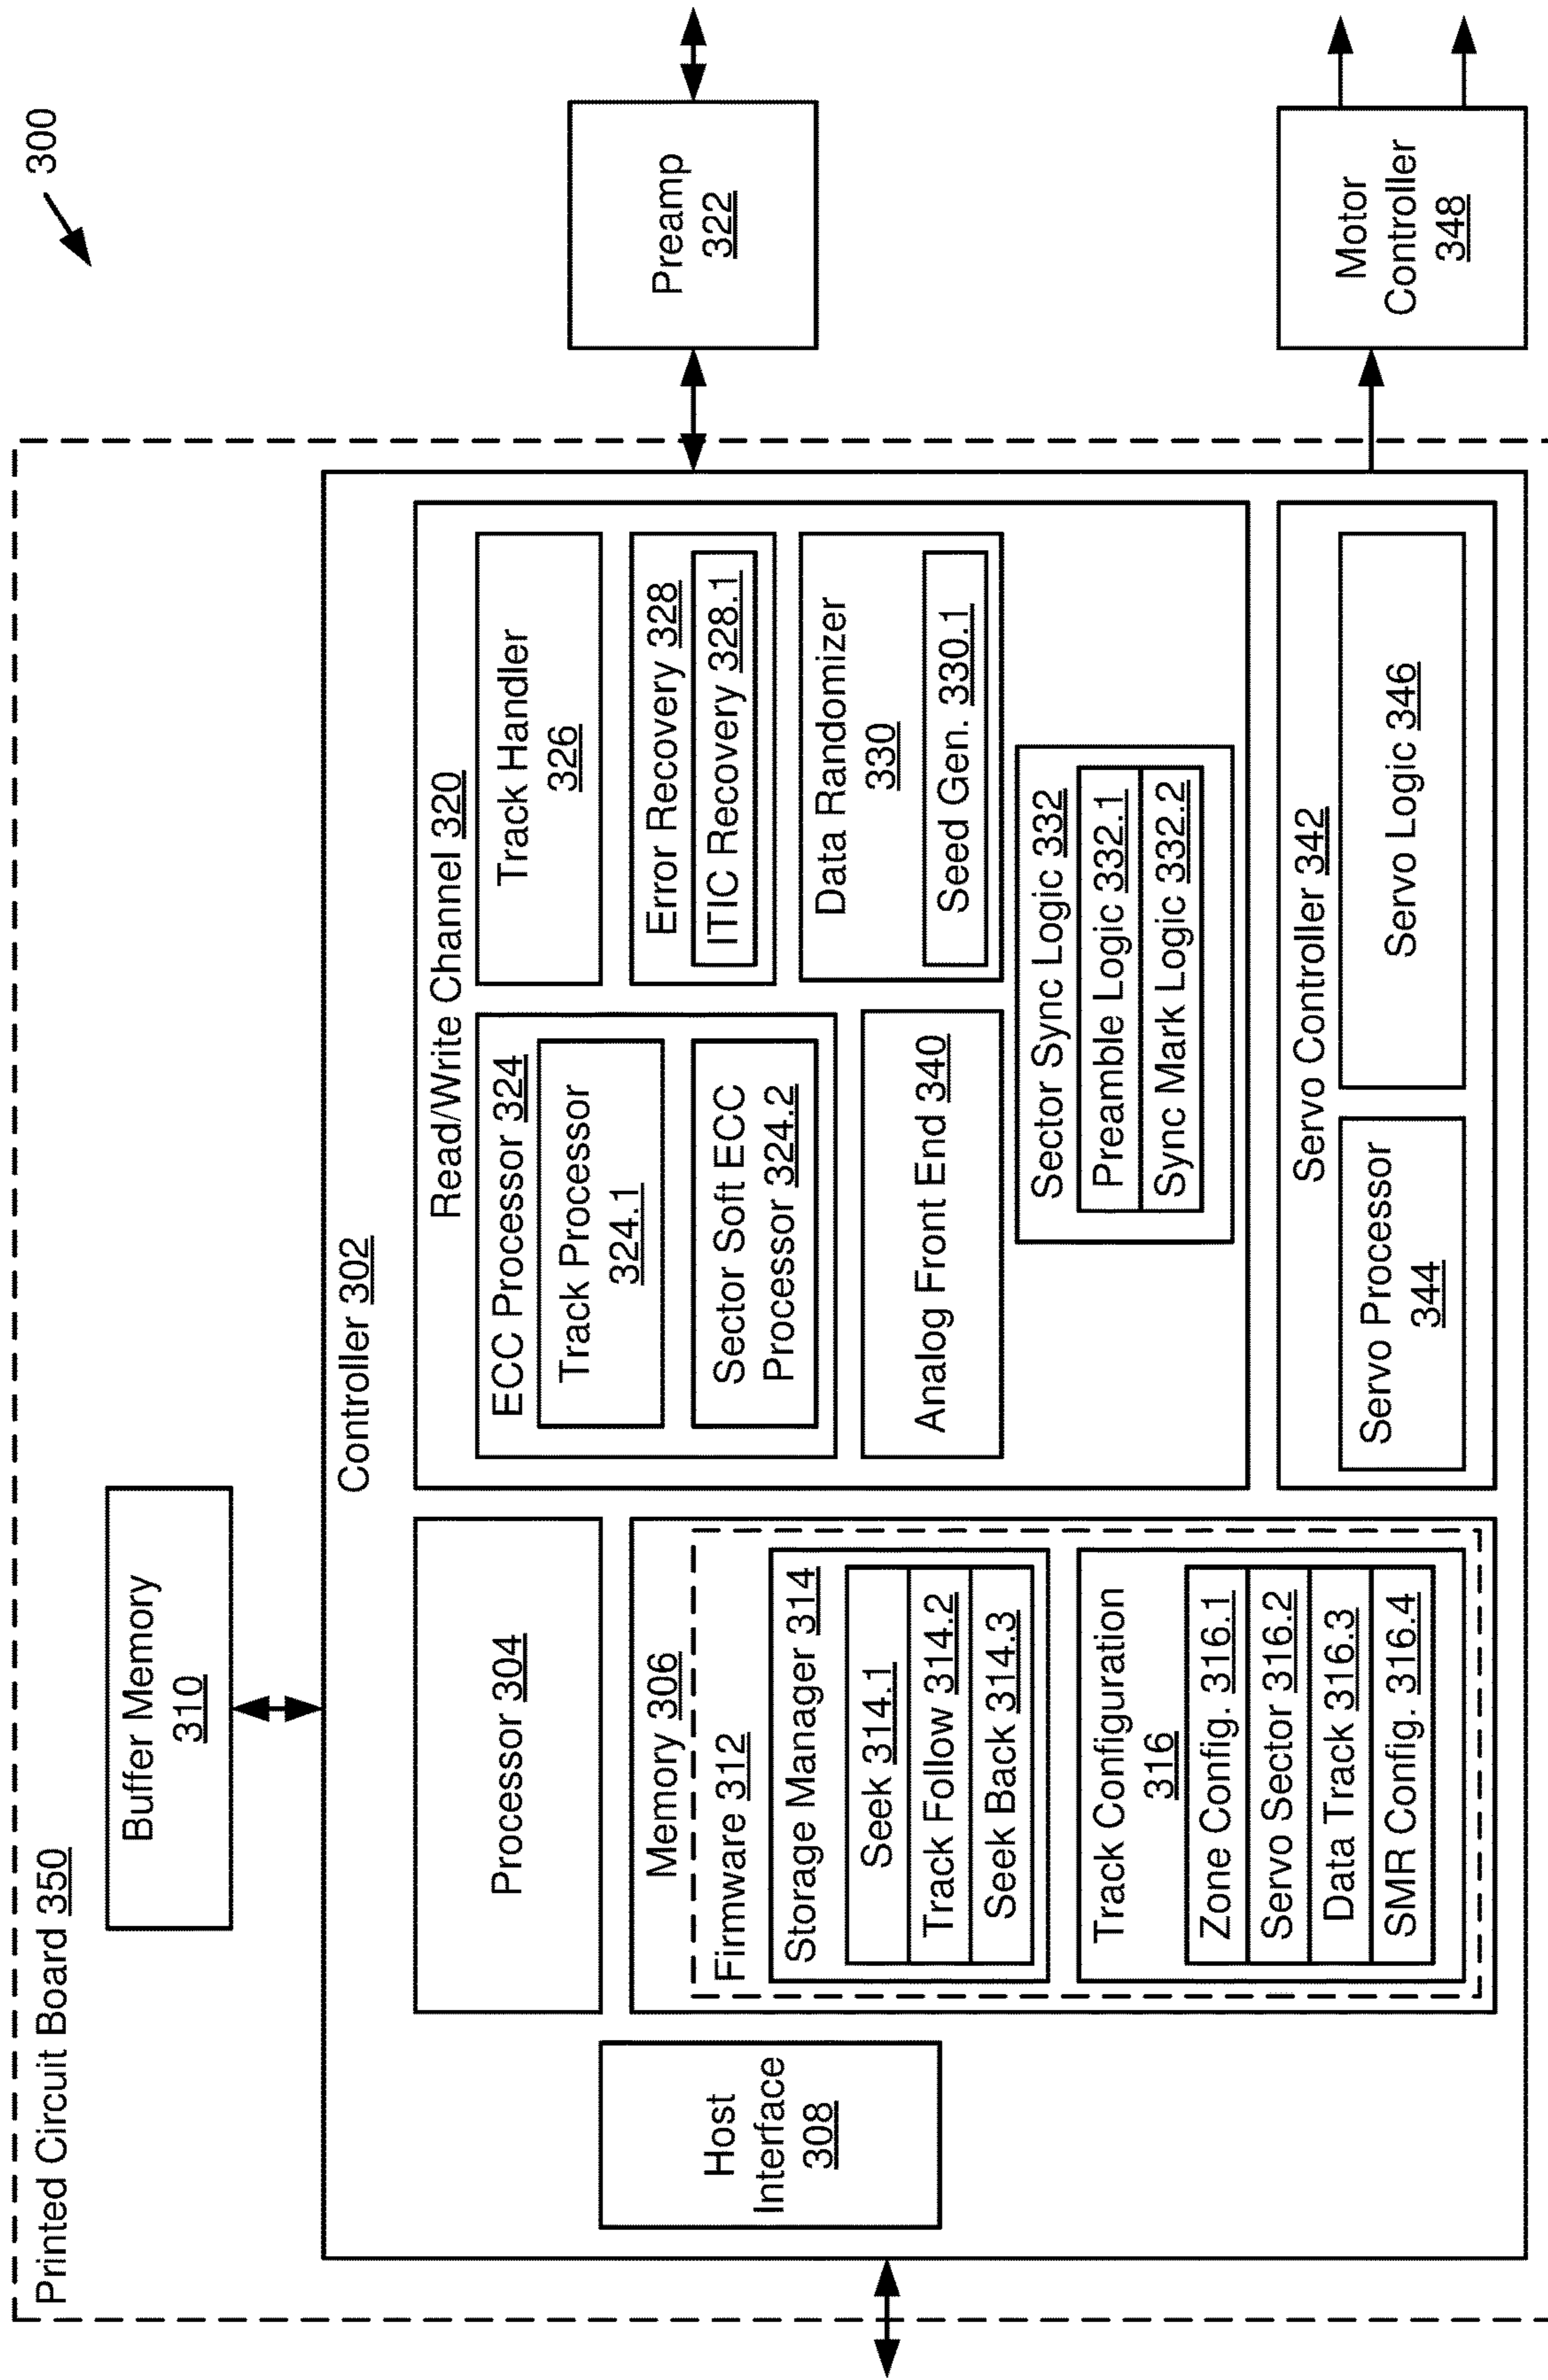 300
Printed Circuit Board 350
Buffer Memory
310
Controller 302
Host
Interface
308
Processor 304
Memory 306
Firmware 312
Storage Manager 314
Seek 314.1
Track Follow 314.2
Seek Back 314.3
Track Configuration
316
Zone Config. 316.1
Servo Sector 316.2
Data Track 316.3
SMR Config. 316.4
Read/Write Channel 320
ECC Processor 324
Track Processor
324.1
Sector Soft ECC
Processor 324.2
Analog Front End 340
Track Handler
326
Error Recovery 328
ITIC Recovery 328.1
Data Randomizer
330
Seed Gen. 330.1
Sector Sync Logic 332
Preamble Logic 332.1
Sync Mark Logic 332.2
Servo Controller 342
Servo Processor
344
Servo Logic 346
Preamp
322
Motor
Controller
348